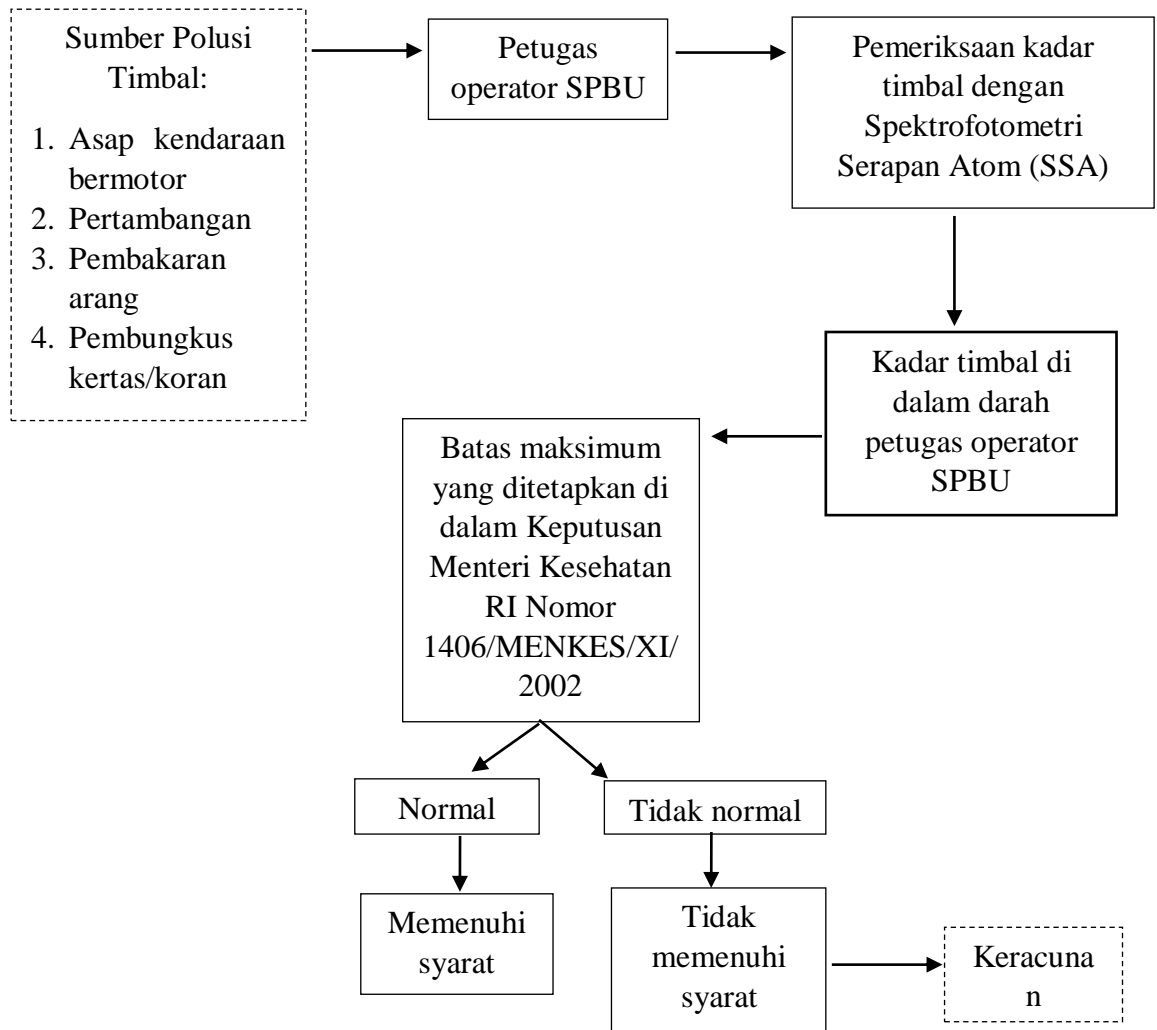 Sumber Polusi
Timbal:
1. Asap kendaraan
bermotor
2. Pertambangan
3. Pembakaran
arang
4. Pembungkus
kertas/koran
Petugas
operator SPBU
Pemeriksaan kadar
timbal dengan
Spektrofotometri
Serapan Atom (SSA)
Kadar timbal di
dalam darah
petugas operator
SPBU
Batas maksimum
yang ditetapkan di
dalam Keputusan
Menteri Kesehatan
RI Nomor
1406/MENKES/XI/
2002
Normal
Tidak normal
Memenuhi
syarat
Tidak
memenuhi
syarat
Keracuna
n